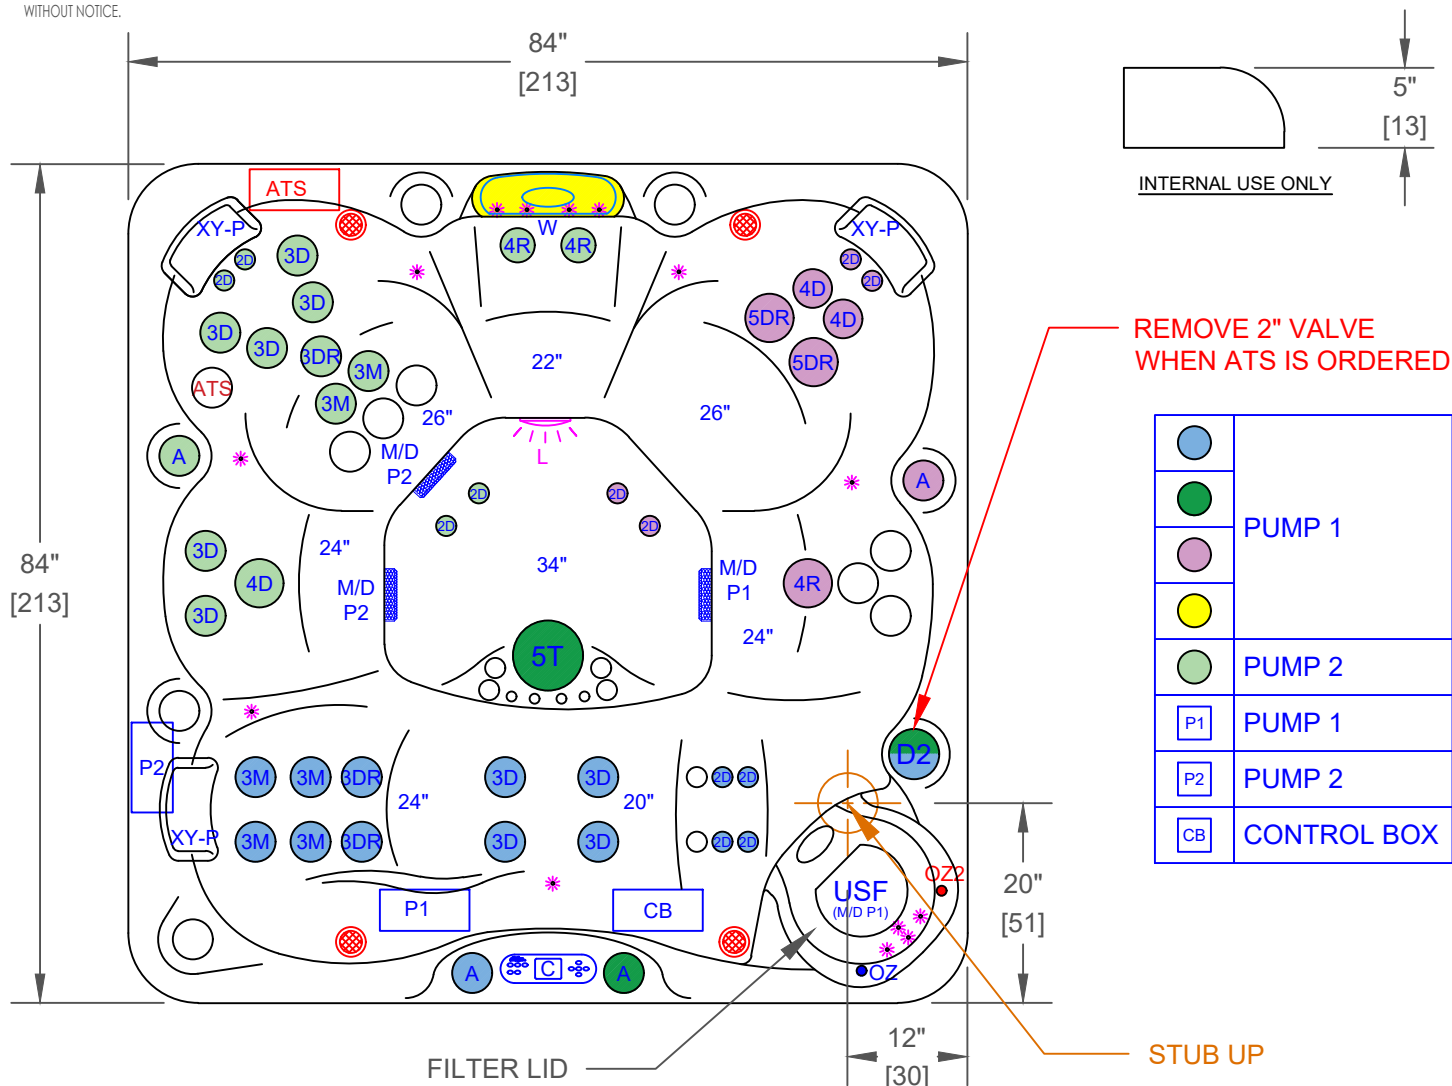 WITHOUT NOTICE.
84"
[213]
5"
[13]
INTERNAL USE ONLY
ATS
XY-P
XY-P
W
4R
4R
2D
2D
3D
3D
3D
3D
3DR
3M
3M
2D
2D
4D
4D
5DR
5DR
REMOVE 2" VALVE
WHEN ATS IS ORDERED
22"
ATS
26"
26"
A
M/D
P2
L
A
2D
2D
2D
2D
PUMP 1
84"
[213]
3D
4D
3D
24"
M/D
P2
34"
M/D
P1
4R
24"
5T
PUMP 2
P1
PUMP 1
P2
PUMP 2
CB
CONTROL BOX
P2
D2
3M
3M
3DR
3D
3D
2D
2D
24"
20"
XY-P
3M
3M
3DR
3D
3D
2D
2D
USF
(M/D P1)
OZ2
20"
[51]
P1
CB
A
C
A
OZ
FILTER LID
12"
[30]
STUB UP